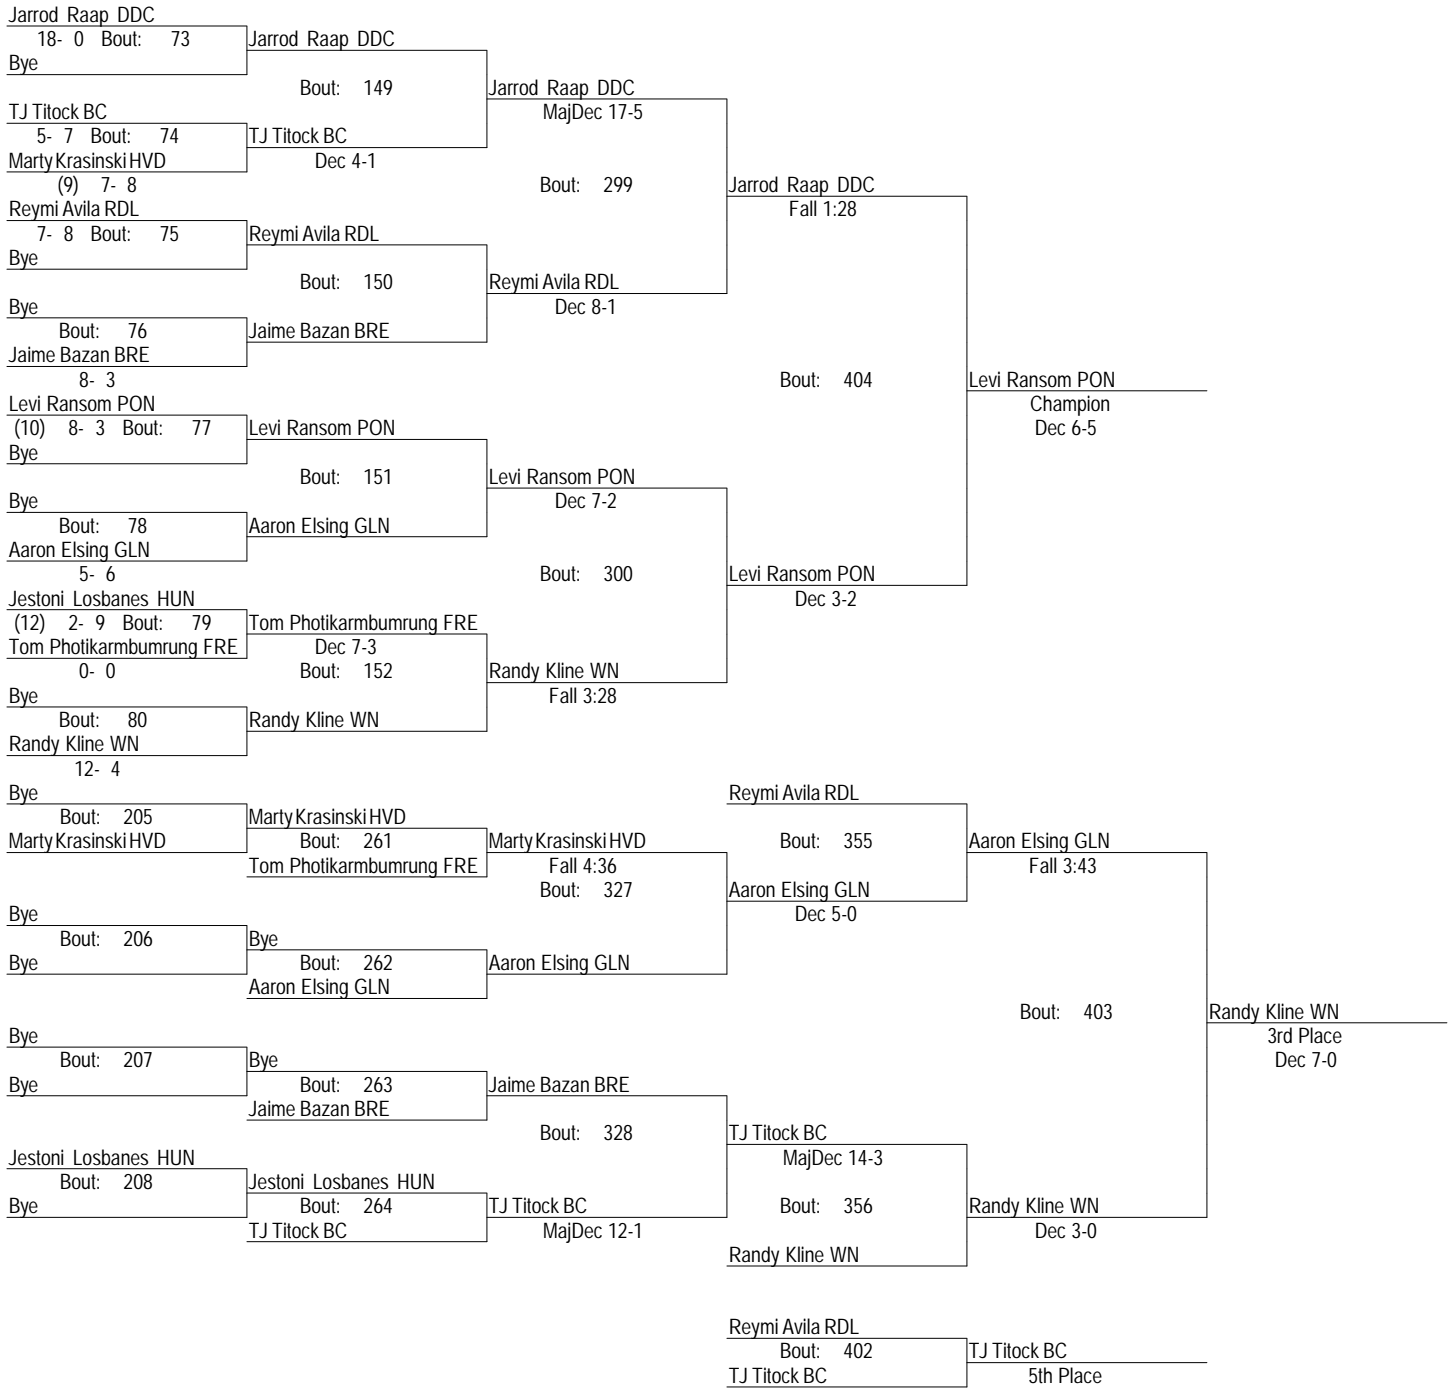 Jarrod Raap DDC
18- 0 Bout: 73 Jarrod Raap DDC
Bye
Bout: 149 Jarrod Raap DDC
TJ Titock BC MajDec 17-5
5- 7 Bout: 74 TJ Titock BC
Marty Krasinski HVD Dec 4-1
(9) 7- 8 Bout: 299 Jarrod Raap DDC
Reymi Avila RDL Fall 1:28
7- 8 Bout: 75 Reymi Avila RDL
Bye
Bout: 150 Reymi Avila RDL
Bye Dec 8-1
Bout: 76 Jaime Bazan BRE
Jaime Bazan BRE
8- 3 Bout: 404 Levi Ransom PON
Levi Ransom PON Champion
(10) 8- 3 Bout: 77 Levi Ransom PON Dec 6-5
Bye
Bout: 151 Levi Ransom PON
Bye Dec 7-2
Bout: 78 Aaron Elsing GLN
Aaron Elsing GLN
5- 6 Bout: 300 Levi Ransom PON
Jestoni Losbanes HUN Dec 3-2
(12) 2- 9 Bout: 79 Tom Photikarmbumrung FRE
Tom Photikarmbumrung FRE Dec 7-3
0- 0 Bout: 152 Randy Kline WN
Bye Fall 3:28
Bout: 80 Randy Kline WN
Randy Kline WN
12- 4
Bye Reymi Avila RDL
Bout: 205 Marty Krasinski HVD
Marty Krasinski HVD Bout: 261 Marty Krasinski HVD Bout: 355 Aaron Elsing GLN
Tom Photikarmbumrung FRE Fall 4:36 Fall 3:43
Bout: 327 Aaron Elsing GLN
Bye Dec 5-0
Bout: 206 Bye
Bye Bout: 262 Aaron Elsing GLN
Aaron Elsing GLN
Bout: 403 Randy Kline WN
Bye 3rd Place
Bout: 207 Bye Dec 7-0
Bye Bout: 263 Jaime Bazan BRE
Jaime Bazan BRE
Bout: 328 TJ Titock BC
Jestoni Losbanes HUN MajDec 14-3
Bout: 208 Jestoni Losbanes HUN
Bye Bout: 264 TJ Titock BC Bout: 356 Randy Kline WN
TJ Titock BC MajDec 12-1 Dec 3-0
Randy Kline WN
Reymi Avila RDL
Bout: 402 TJ Titock BC
TJ Titock BC 5th Place